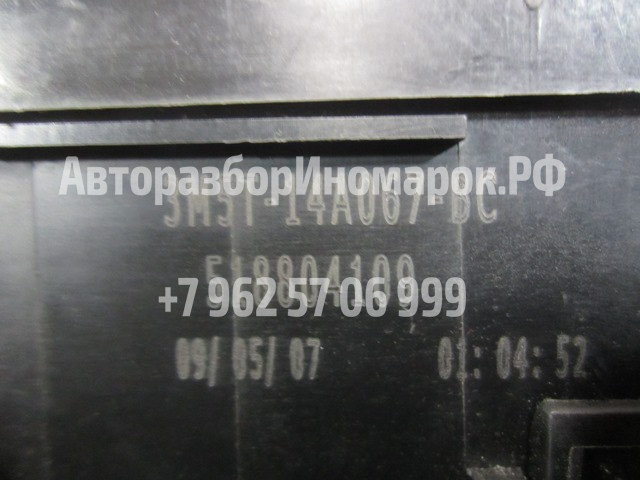 АвторазборИномарок.РФ
3M5T-14A067-BC
518804100
+7 962 57 06 999
09/ 05/ 07 01: 04: 52